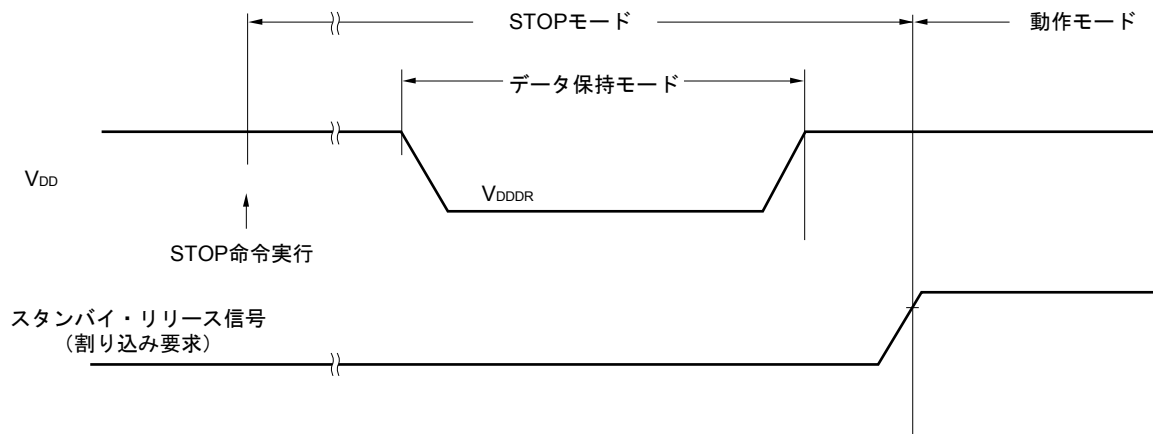 STOPモード
動作モード
データ保持モード
VDD
VDDDR
STOP命令実行
スタンバイ・リリース信号
（割り込み要求）